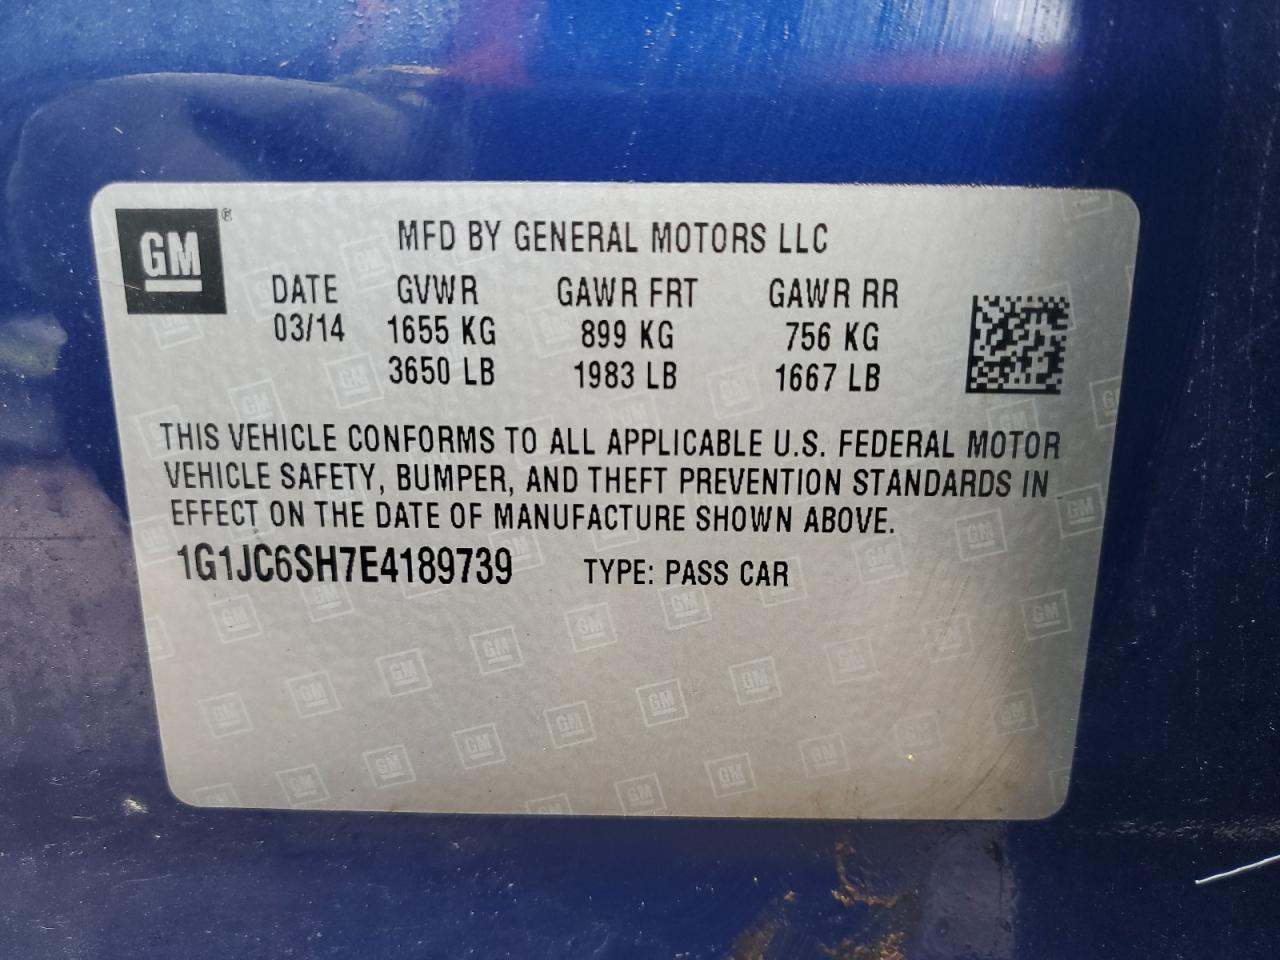 GM ®
MFD BY GENERAL MOTORS LLC
DATE GVWR GAWR FRT GAWR RR
03/14 1655 KG 899 KG 756 KG
3650 LB 1983 LB 1667 LB
THIS VEHICLE CONFORMS TO ALL APPLICABLE U.S. FEDERAL MOTOR
VEHICLE SAFETY, BUMPER, AND THEFT PREVENTION STANDARDS IN
EFFECT ON THE DATE OF MANUFACTURE SHOWN ABOVE.
1G1JC6SH7E4189739 TYPE: PASS CAR